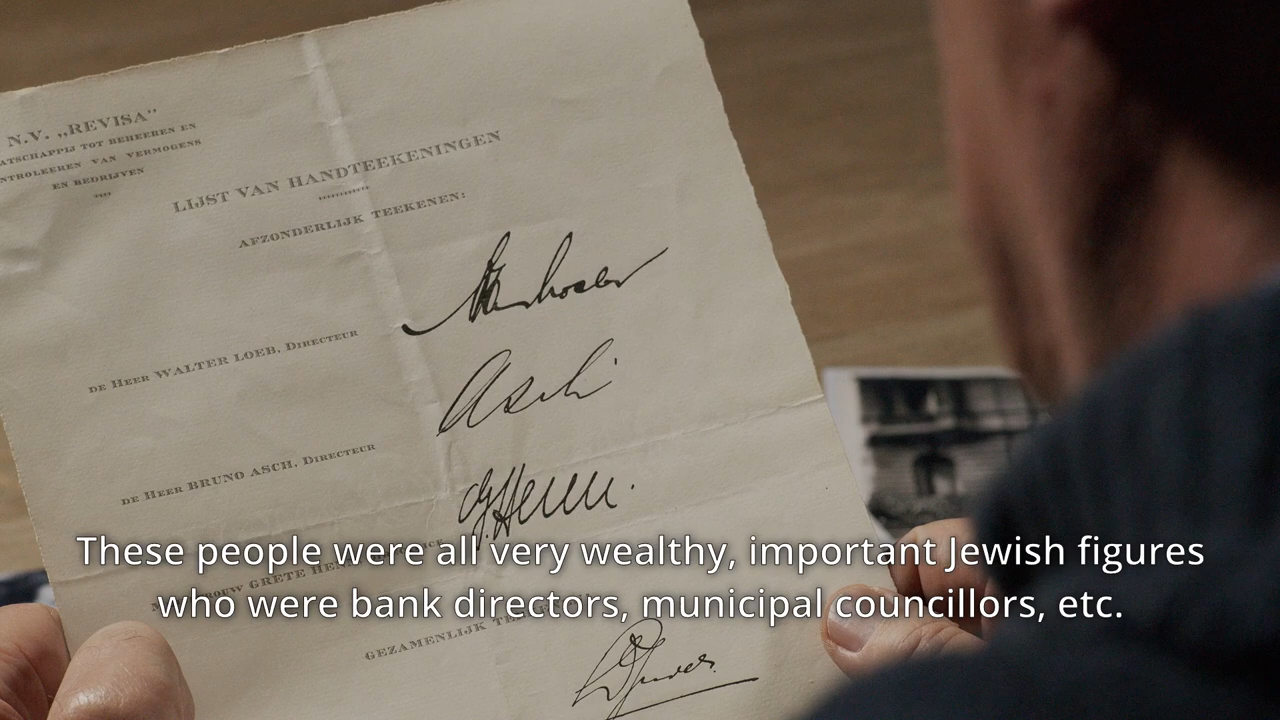 N.V. „REVISA”
ATSCHAPPIJ TOT BEHEEREN EN
NTROLEEREN VAN VERMOGENS
EN BEDRIJVEN
LIJST VAN HANDTEEKENINGEN
AFZONDERLIJK TEEKENEN:
DE HEER WALTER LOEB, DIRECTEUR
DE HEER BRUNO ASCH, DIRECTEUR
Asch
GRETE
GEZAMENLIJK
These people were all very wealthy, important Jewish figures
who were bank directors, municipal councillors, etc.